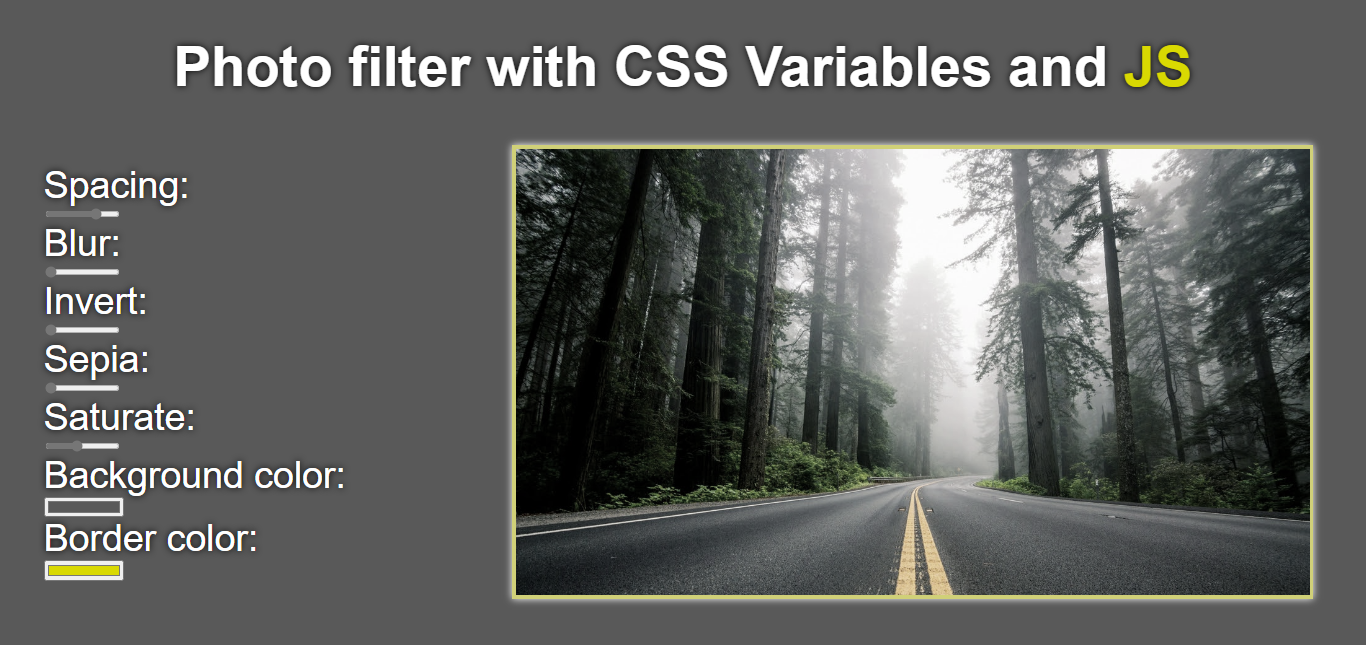 Photo filter with CSS Variables and JS
Spacing:
Blur:
Invert:
Sepia:
Saturate:
Background color:
Border color: